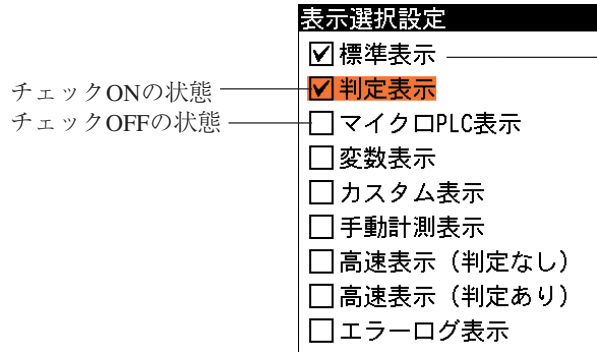 表示選択設定
標準表示
チェックONの状態
判定表示
チェックOFFの状態
マイクロPLC表示
変数表示
カスタム表示
手動計測表示
高速表示（判定なし）
高速表示（判定あり）
エラーログ表示